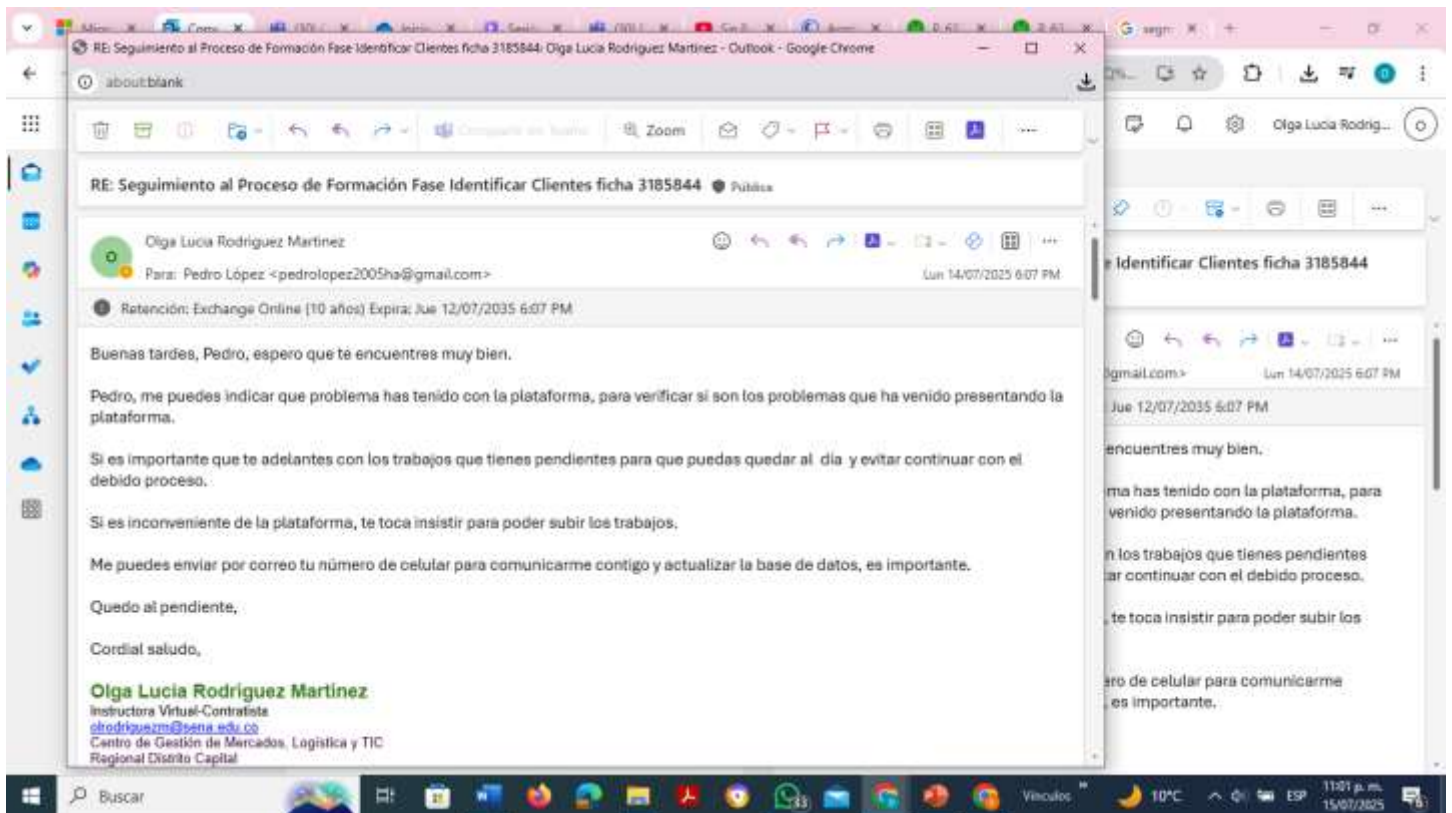 RE: Seguimiento al Proceso de Formación Fase Identificar Clientes ficha 3185844: Olga Lucia Rodriguez Martinez - Outlook - Google Chrome
about:blank
Zoom
Olga Lucia Rodrig...
RE: Seguimiento al Proceso de Formación Fase Identificar Clientes ficha 3185844 Pública
Olga Lucia Rodriguez Martinez
Para: Pedro López <pedrolopez2005ha@gmail.com>
Lun 14/07/2025 6:07 PM
Retención: Exchange Online (10 años) Expira: Jue 12/07/2035 6:07 PM
Buenas tardes, Pedro, espero que te encuentres muy bien.
Pedro, me puedes indicar que problema has tenido con la plataforma, para verificar si son los problemas que ha venido presentando la
plataforma.
Si es importante que te adelantes con los trabajos que tienes pendientes para que puedas quedar al día y evitar continuar con el
debido proceso.
Si es inconveniente de la plataforma, te toca insistir para poder subir los trabajos.
Me puedes enviar por correo tu número de celular para comunicarme contigo y actualizar la base de datos, es importante.
Quedo al pendiente,
Cordial saludo,
Olga Lucia Rodriguez Martinez
Instructora Virtual-Contratista
olrodriguezm@sena.edu.co
Centro de Gestión de Mercados, Logística y TIC
Regional Distrito Capital
e Identificar Clientes ficha 3185844
gmail.com>
Lun 14/07/2025 6:07 PM
Jue 12/07/2035 6:07 PM
encuentres muy bien.
ma has tenido con la plataforma, para
venido presentando la plataforma.
n los trabajos que tienes pendientes
ar continuar con el debido proceso.
, te toca insistir para poder subir los
ero de celular para comunicarme
, es importante.
Buscar
Vínculos
10°C
ESP
11:01 p. m.
15/07/2025